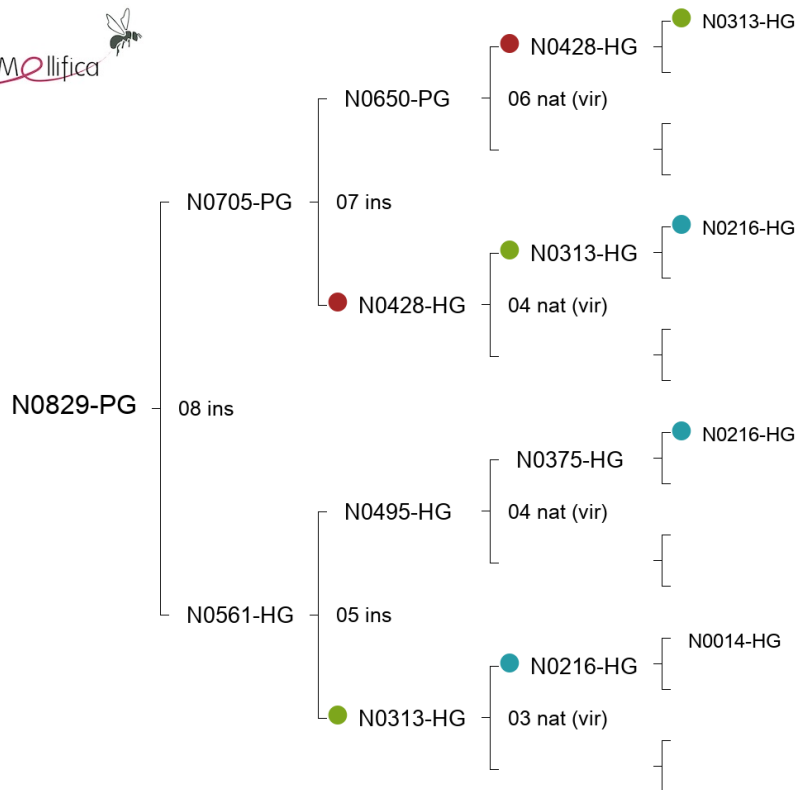 Mellifica
N0313-HG
N0428-HG
N0650-PG
06 nat (vir)
N0705-PG
07 ins
N0216-HG
N0313-HG
N0428-HG
04 nat (vir)
N0829-PG
08 ins
N0216-HG
N0375-HG
N0495-HG
04 nat (vir)
N0561-HG
05 ins
N0014-HG
N0216-HG
N0313-HG
03 nat (vir)